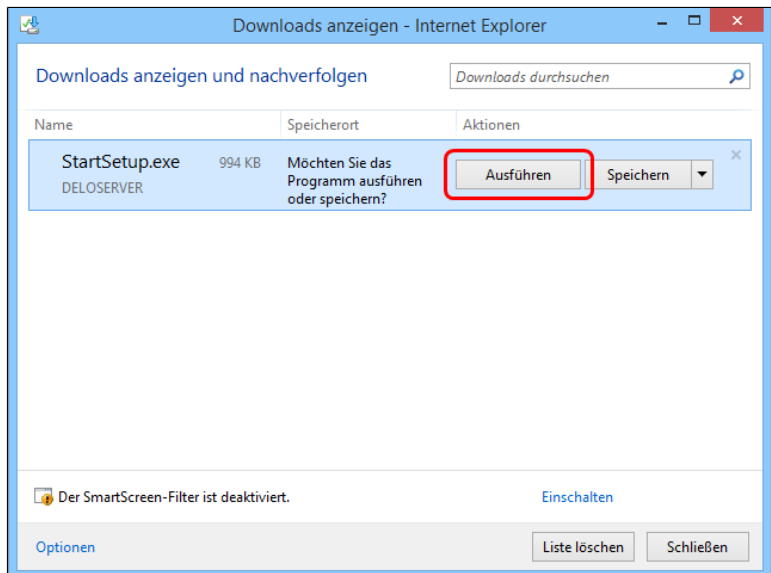 Downloads anzeigen - Internet Explorer
Downloads anzeigen und nachverfolgen
Downloads durchsuchen
Name Speicherort Aktionen
StartSetup.exe 994 KB
DELOSERVER
Möchten Sie das
Programm ausführen
oder speichern?
Ausführen
Speichern
Der SmartScreen-Filter ist deaktiviert.
Einschalten
Optionen
Liste löschen
Schließen